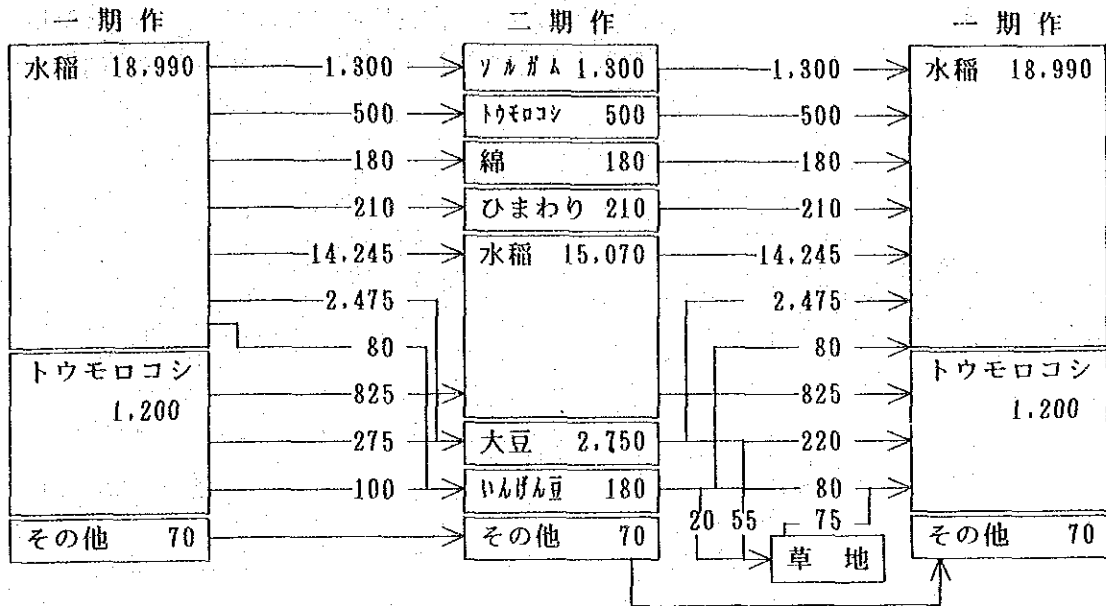 一期作 二期作 一期作
水稲 18,990 1,300 ソルガム 1,300 1,300 水稲 18,990
500 トウモロコシ 500 500
180 綿 180 180
210 ひまわり 210 210
14,245 水稲 15,070 14,245
2,475 2,475
80 80
トウモロコシ トウモロコシ
825 825
1,200 1,200
275 大豆 2,750 220
100 いんげん豆 180 80
20 55 75
その他 70 その他 70 その他 70
草地